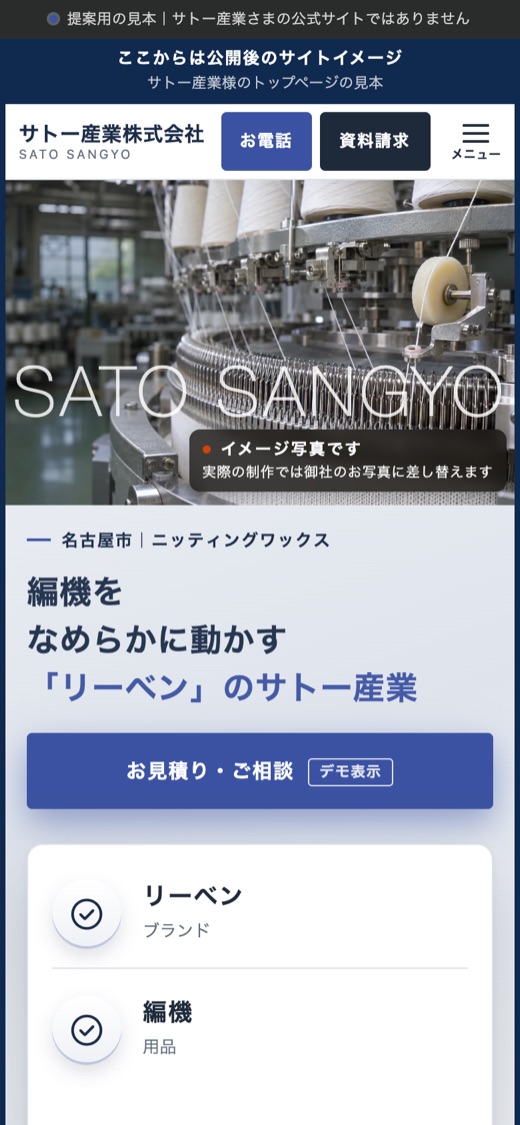 提案用の見本｜サトー産業さまの公式サイトではありません
ここからは公開後のサイトイメージ
サトー産業様のトップページの見本
サトー産業株式会社
SATO SANGYO
お電話
資料請求
メニュー
SATO SANGYO
イメージ写真です
実際の制作では御社のお写真に差し替えます
名古屋市｜ニッティングワックス
編機を
なめらかに動かす
「リーベン」のサトー産業
お見積り・ご相談 デモ表示
リーベン
ブランド
編機
用品